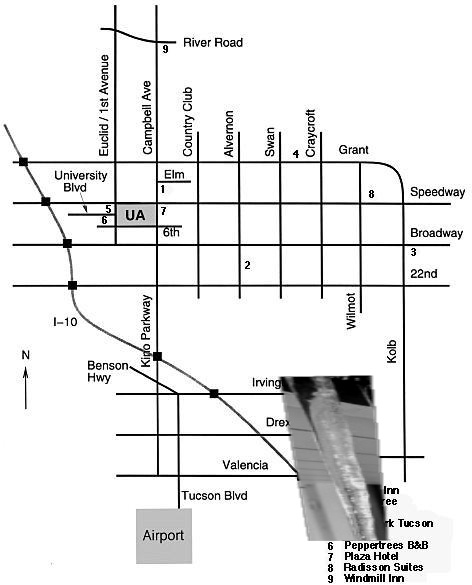 9 River Road
Euclid / 1st Avenue
Campbell Ave
Country Club
Alvernon
Swan
Craycroft
4
Grant
University
Blvd
Elm
1
8
Speedway
5
UA
7
6
6th
Broadway
3
2
22nd
I-10
Kino Parkway
Wilmot
Kolb
N
Benson
Hwy
Irving
Drex
Valencia
Tucson Blvd
Airport
Inn
ree
rk Tucson
6 Peppertrees B&B
7 Plaza Hotel
8 Radisson Suites
9 Windmill Inn